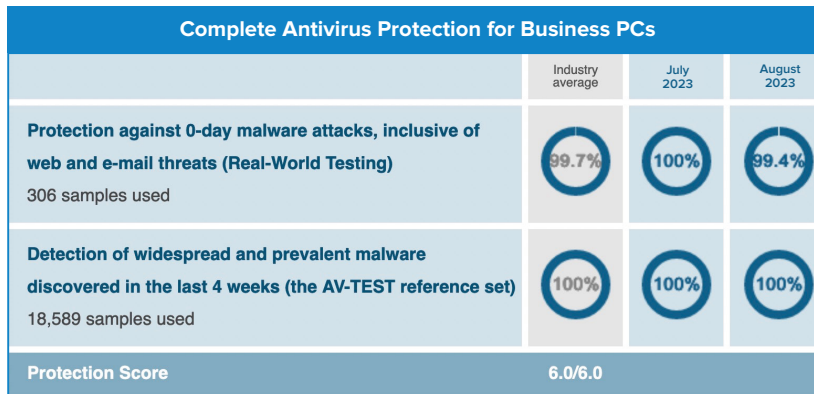 Complete Antivirus Protection for Business PCs
Industry
average
July
2023
August
2023
Protection against 0-day malware attacks, inclusive of
web and e-mail threats (Real-World Testing)
306 samples used
99.7%
100%
99.4%
Detection of widespread and prevalent malware
discovered in the last 4 weeks (the AV-TEST reference set)
18,589 samples used
100%
100%
100%
Protection Score
6.0/6.0